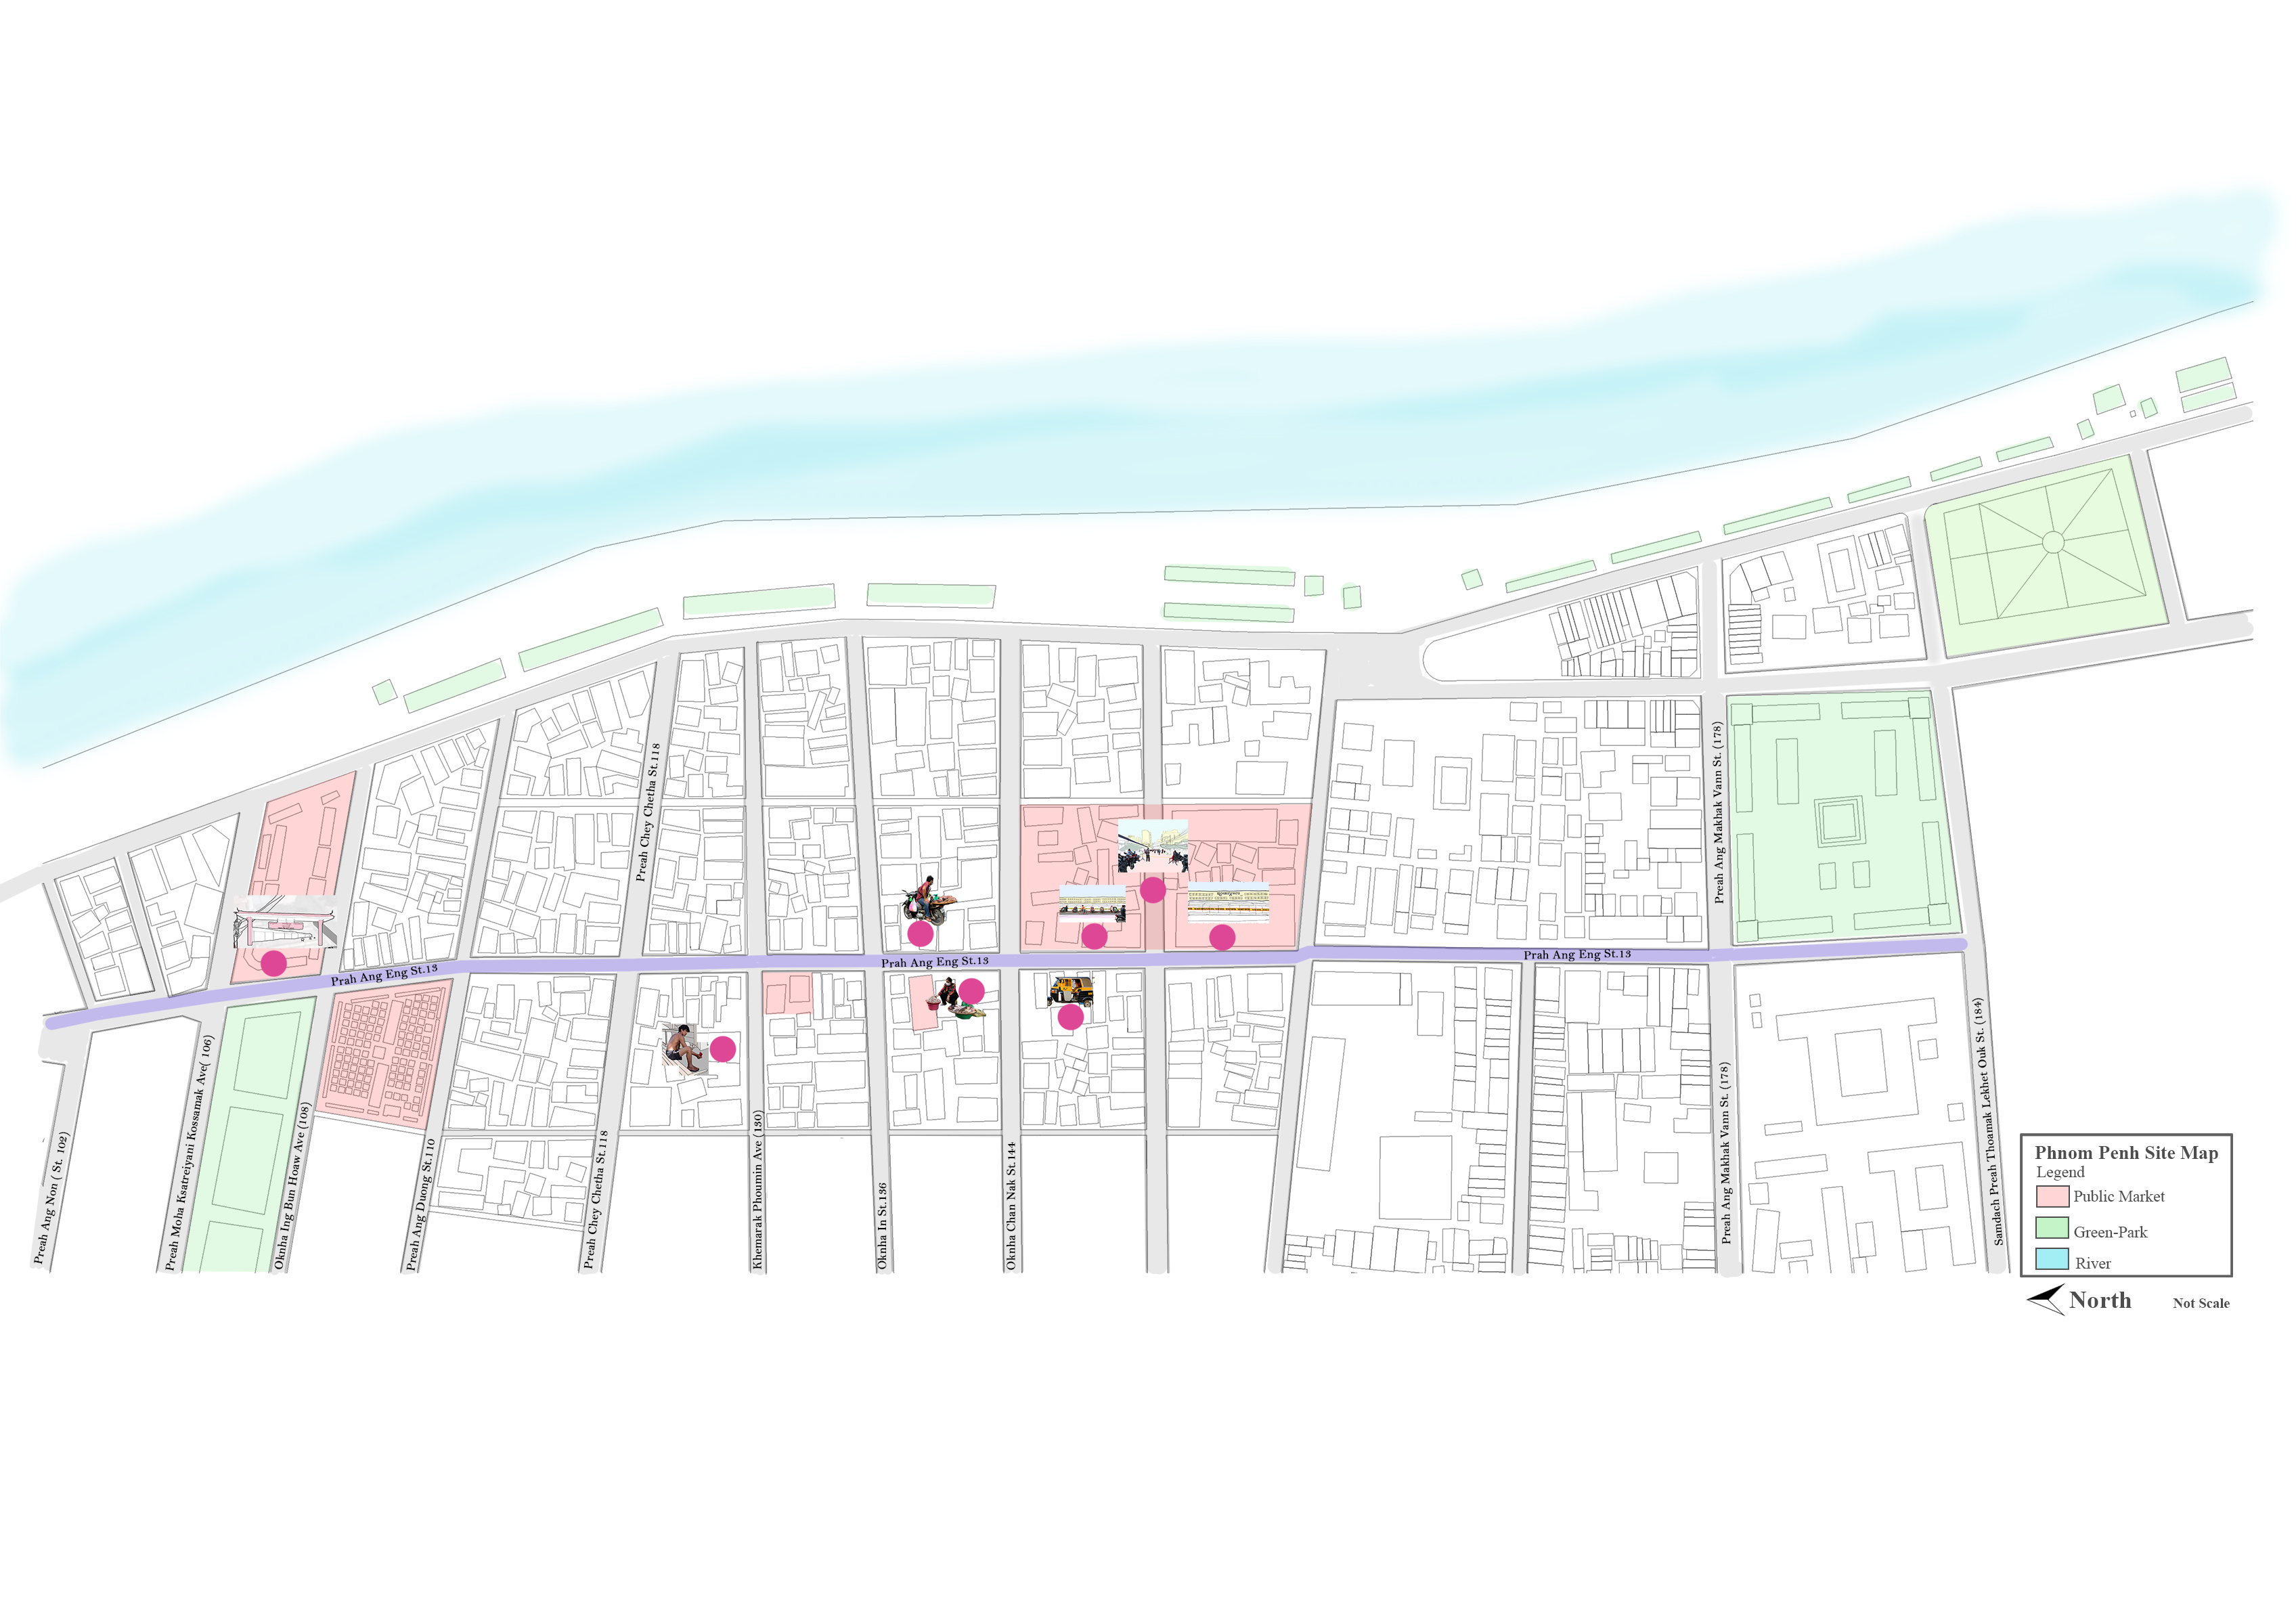 Preah Chey Chetha St.118
Preah Ang Makhak Vann St. (178)
Prah Ang Eng St.13
Prah Ang Eng St.13
Prah Ang Eng St.13
Preah Ang Non ( St. 102)
Preah Moha Ksatreiyani Kossamak Ave( 106)
Oknha Ing Bun Hoaw Ave (108)
Preah Ang Duong St.110
Preah Chey Chetha St.118
Khemarak Phoumin Ave (130)
Oknha In St.136
Oknha Chan Nak St.144
Preah Ang Makhak Vann St. (178)
Samdach Preah Thoamak Lekhet Ouk St. (184)
Phnom Penh Site Map
Legend
Public Market
Green-Park
River
North
Not Scale